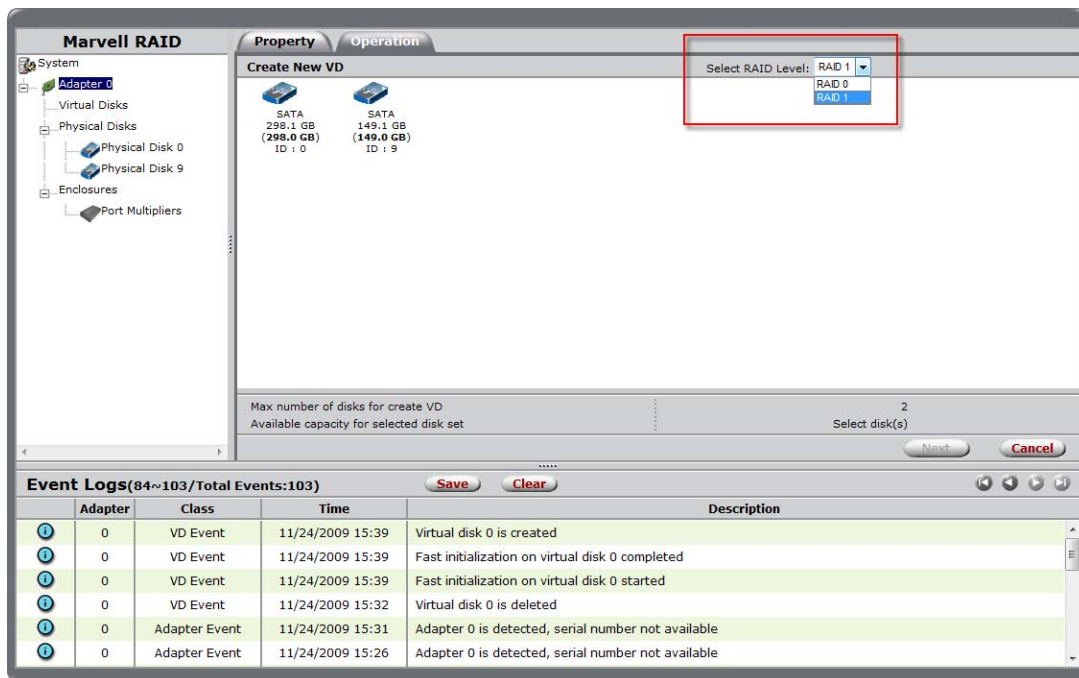 Marvell RAID
Property
Operation
System
Adapter 0
Virtual Disks
Physical Disks
Physical Disk 0
Physical Disk 9
Enclosures
Port Multipliers
Create New VD
Select RAID Level: RAID 1
RAID 0
RAID 1
SATA
298.1 GB
(298.0 GB)
ID : 0
SATA
149.1 GB
(149.0 GB)
ID : 9
Max number of disks for create VD 2
Available capacity for selected disk set Select disk(s)
Next Cancel
Event Logs(84~103/Total Events:103) Save Clear
Adapter Class Time Description
0 VD Event 11/24/2009 15:39 Virtual disk 0 is created
0 VD Event 11/24/2009 15:39 Fast initialization on virtual disk 0 completed
0 VD Event 11/24/2009 15:39 Fast initialization on virtual disk 0 started
0 VD Event 11/24/2009 15:32 Virtual disk 0 is deleted
0 Adapter Event 11/24/2009 15:31 Adapter 0 is detected, serial number not available
0 Adapter Event 11/24/2009 15:26 Adapter 0 is detected, serial number not available